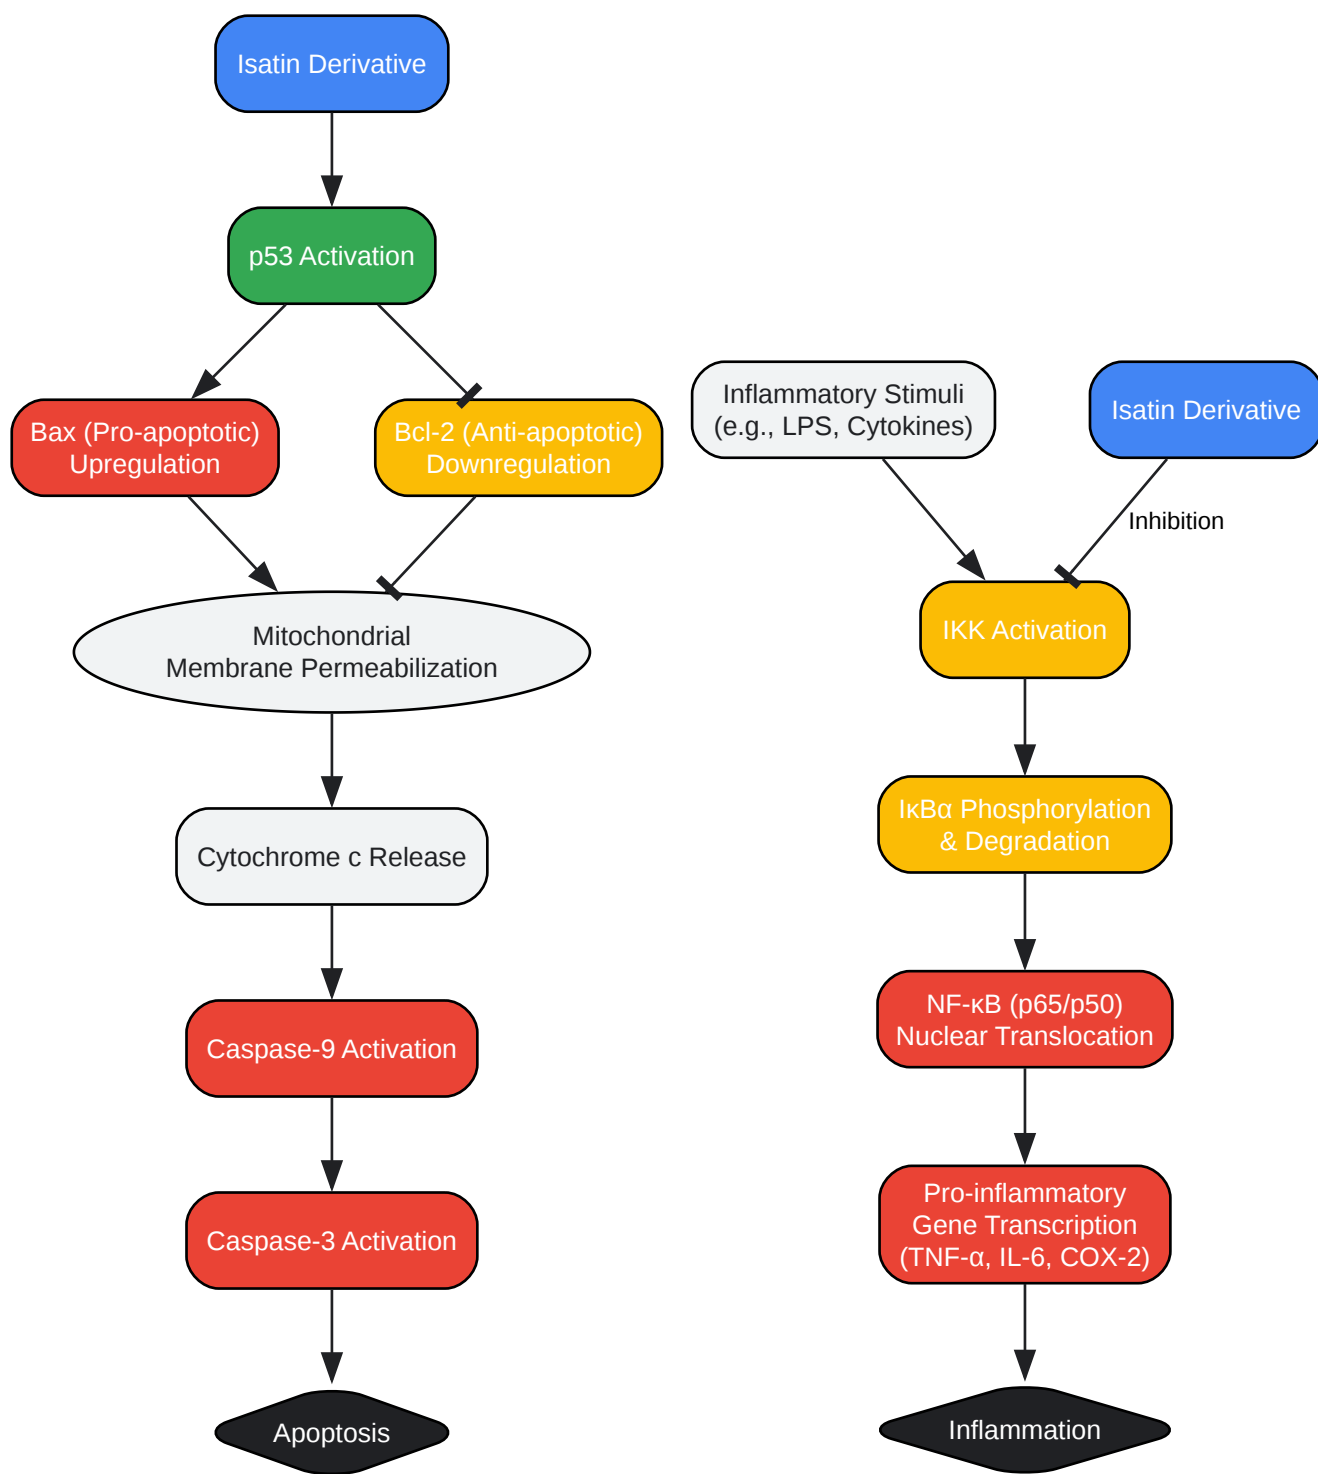 Isatin Derivative
p53 Activation
Bax (Pro-apoptotic)
Upregulation
Bcl-2 (Anti-apoptotic)
Downregulation
Mitochondrial
Membrane Permeabilization
Cytochrome c Release
Caspase-9 Activation
Caspase-3 Activation
Apoptosis
Inflammatory Stimuli
(e.g., LPS, Cytokines)
Isatin Derivative
Inhibition
IKK Activation
IκBα Phosphorylation
& Degradation
NF-κB (p65/p50)
Nuclear Translocation
Pro-inflammatory
Gene Transcription
(TNF-α, IL-6, COX-2)
Inflammation